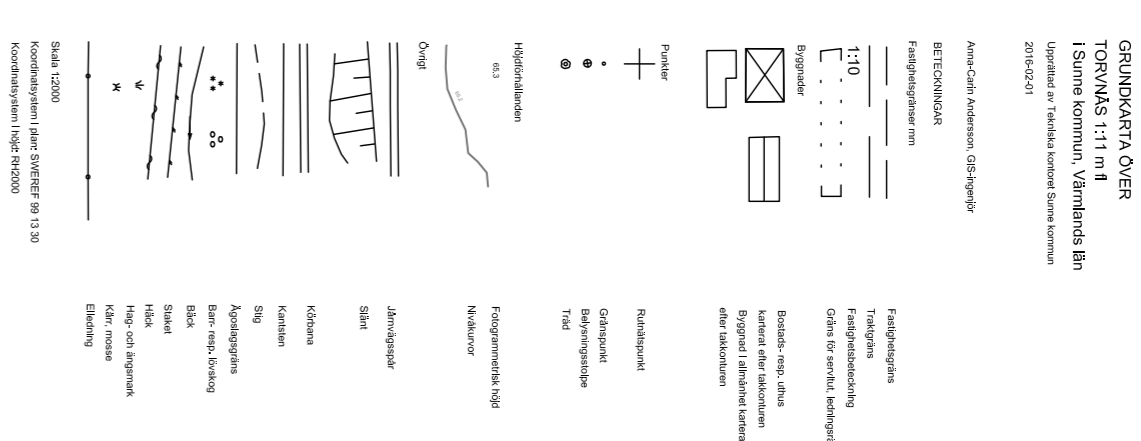 GRUNDKARTA ÖVER
TORVNÄS 1:11 m fl
i Sunne kommun, Värmlands län
Upprättad av Tekniska kontoret Sunne kommun
2016-02-01
Anna-Carin Andersson, GIS-ingenjör
BETECKNINGAR
Fastighetsgränser mm
Fastighetsgräns
Traktgräns
1:10
Fastighetsbeteckning
Gräns för servitut,
Byggnader
Bostads- resp. uthus
karterat efter takkonturen
Byggnad i allmänhet
efter takkonturen
Punkter
Rutnätspunkt
Gränspunkt
Belysningsstolpe
Träd
Höjdförhållanden
65,3
Fotogrammetrisk höjd
Nivåkurvor
Övrigt
Järnvägsspår
Slänt
Körbana
Kantsten
Stig
Ägoslagsgräns
Barr- resp. lövskog
Bäck
Staket
Häck
Hag- och ängsmark
Kärr, mosse
Elledning
Skala 1:2000
Koordinatsystem i plan: SWEREF 99 13 30
Koordinatsystem i höjd: RH2000